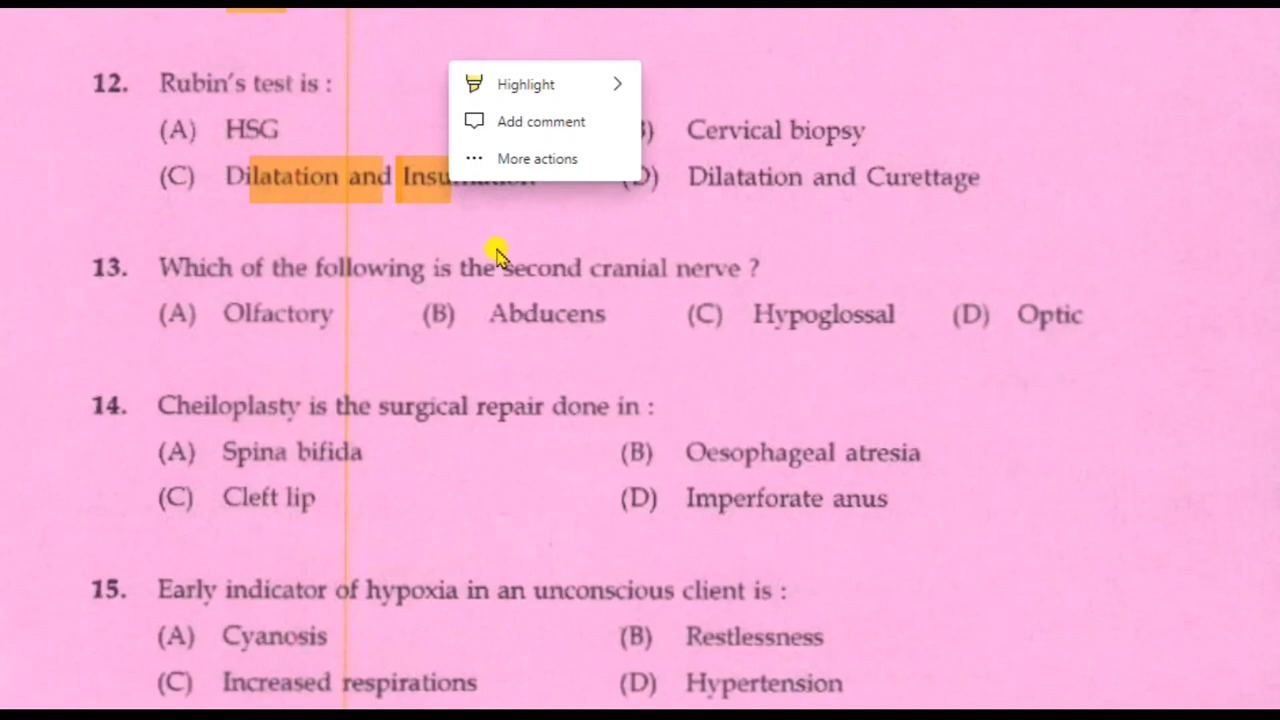 12. Rubin's test is :
Highlight
(A) HSG
Add comment
Cervical biopsy
More actions
(C) Dilatation and
(D) Dilatation and Curettage
13. Which of the following is the second cranial nerve ?
(A) Olfactory (B) Abducens (C) Hypoglossal (D) Optic
14. Cheiloplasty is the surgical repair done in :
(A) Spina bifida (B) Oesophageal atresia
(C) Cleft lip (D) Imperforate anus
15. Early indicator of hypoxia in an unconscious client is :
(A) Cyanosis (B) Restlessness
(C) Increased respirations (D) Hypertension